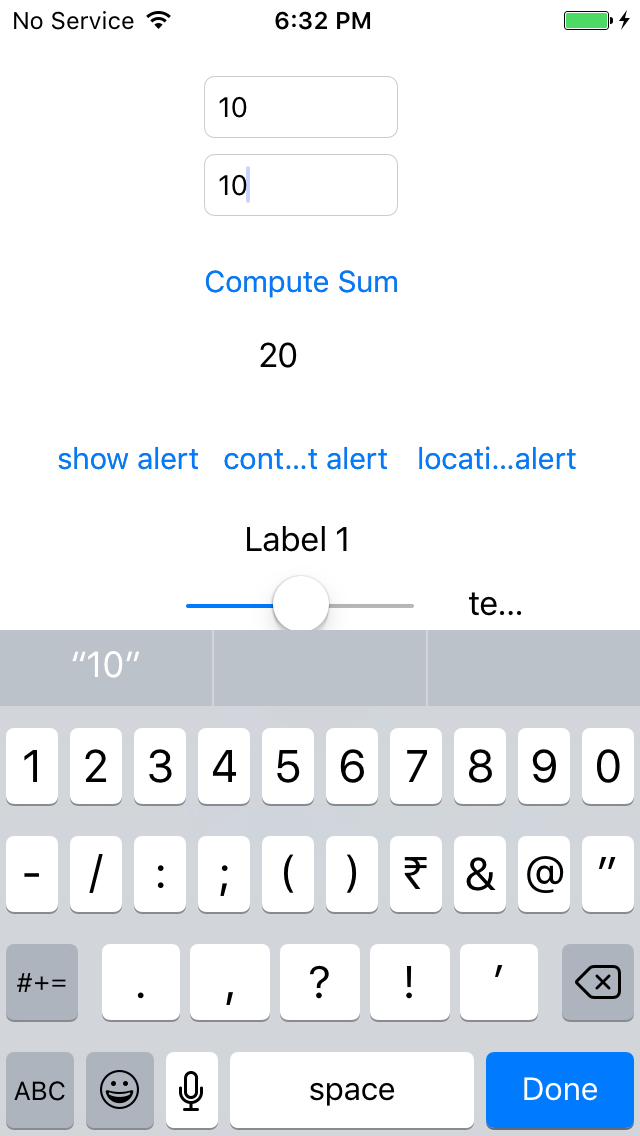 No Service 6:32 PM
10
10
Compute Sum
20
show alert cont...t alert locati...alert
Label 1
te...
“10”
1 2 3 4 5 6 7 8 9 0
- / : ; ( ) ₹ & @ ”
#+= . , ? ! ’
ABC space Done